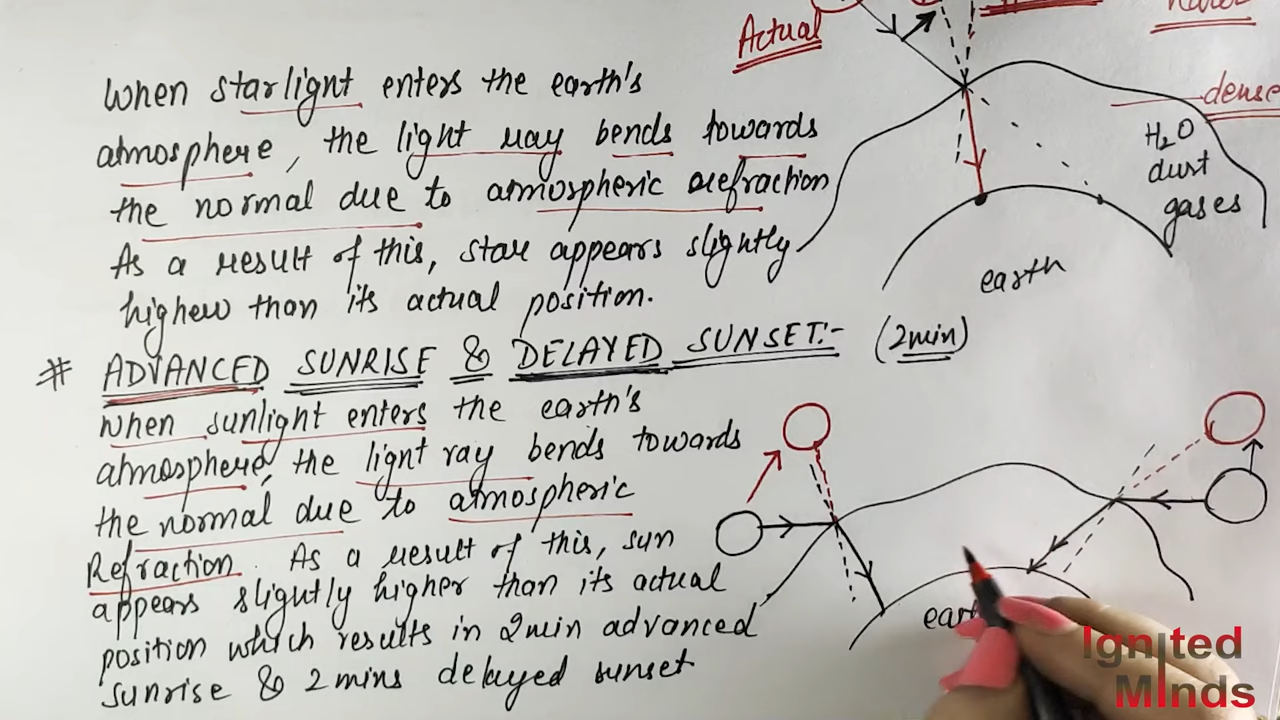 Actual
When starlight enters the earth's
atmosphere, the light ray bends towards
the normal due to atmospheric refraction
As a result of this, star appears slightly
higher than its actual position.
dense
H₂O
dust
gases
earth
# ADVANCED SUNRISE & DELAYED SUNSET:- (2min)
When sunlight enters the earth's
atmosphere, the light ray bends towards
the normal due to atmospheric
Refraction. As a result of this, sun
appears slightly higher than its actual
position which results in 2min advanced
sunrise & 2mins delayed sunset
Ignited
Minds